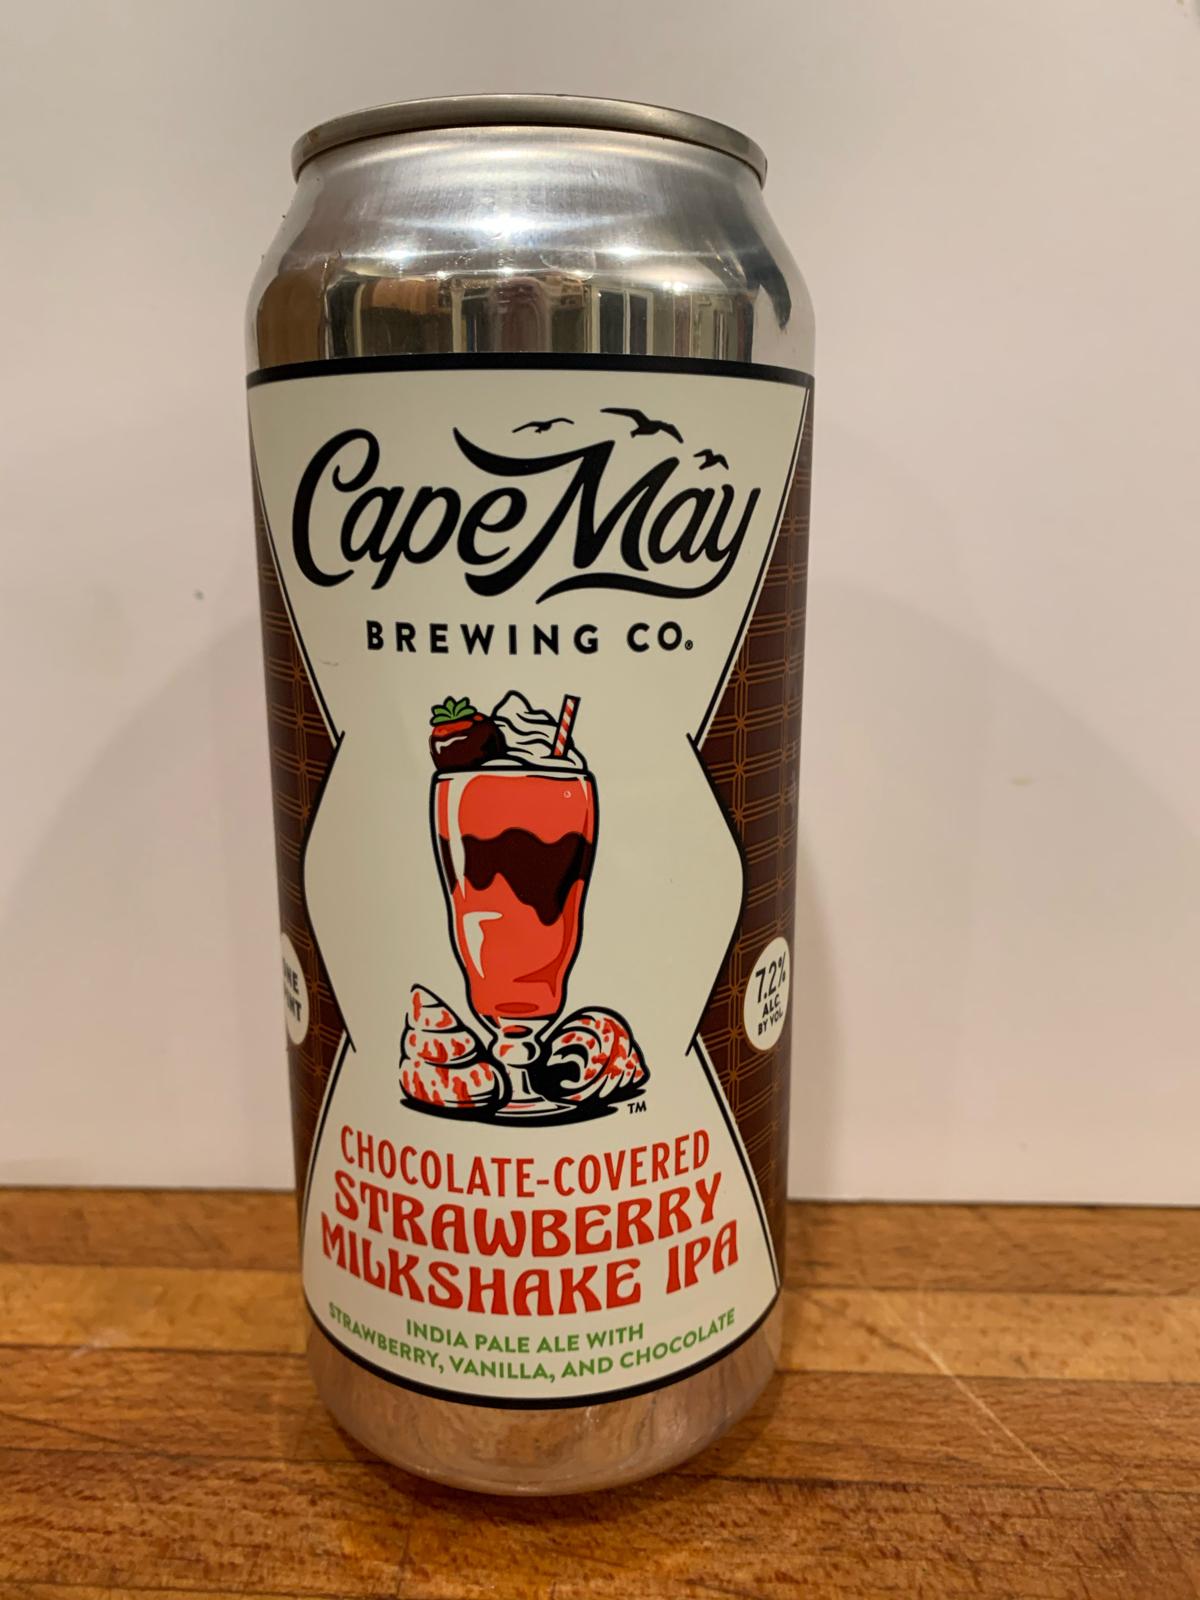 Cape May
BREWING CO.®
7.2%
ALC.
BY VOL.
TM
CHOCOLATE-COVERED
STRAWBERRY
MILKSHAKE IPA
INDIA PALE ALE WITH
STRAWBERRY, VANILLA, AND CHOCOLATE